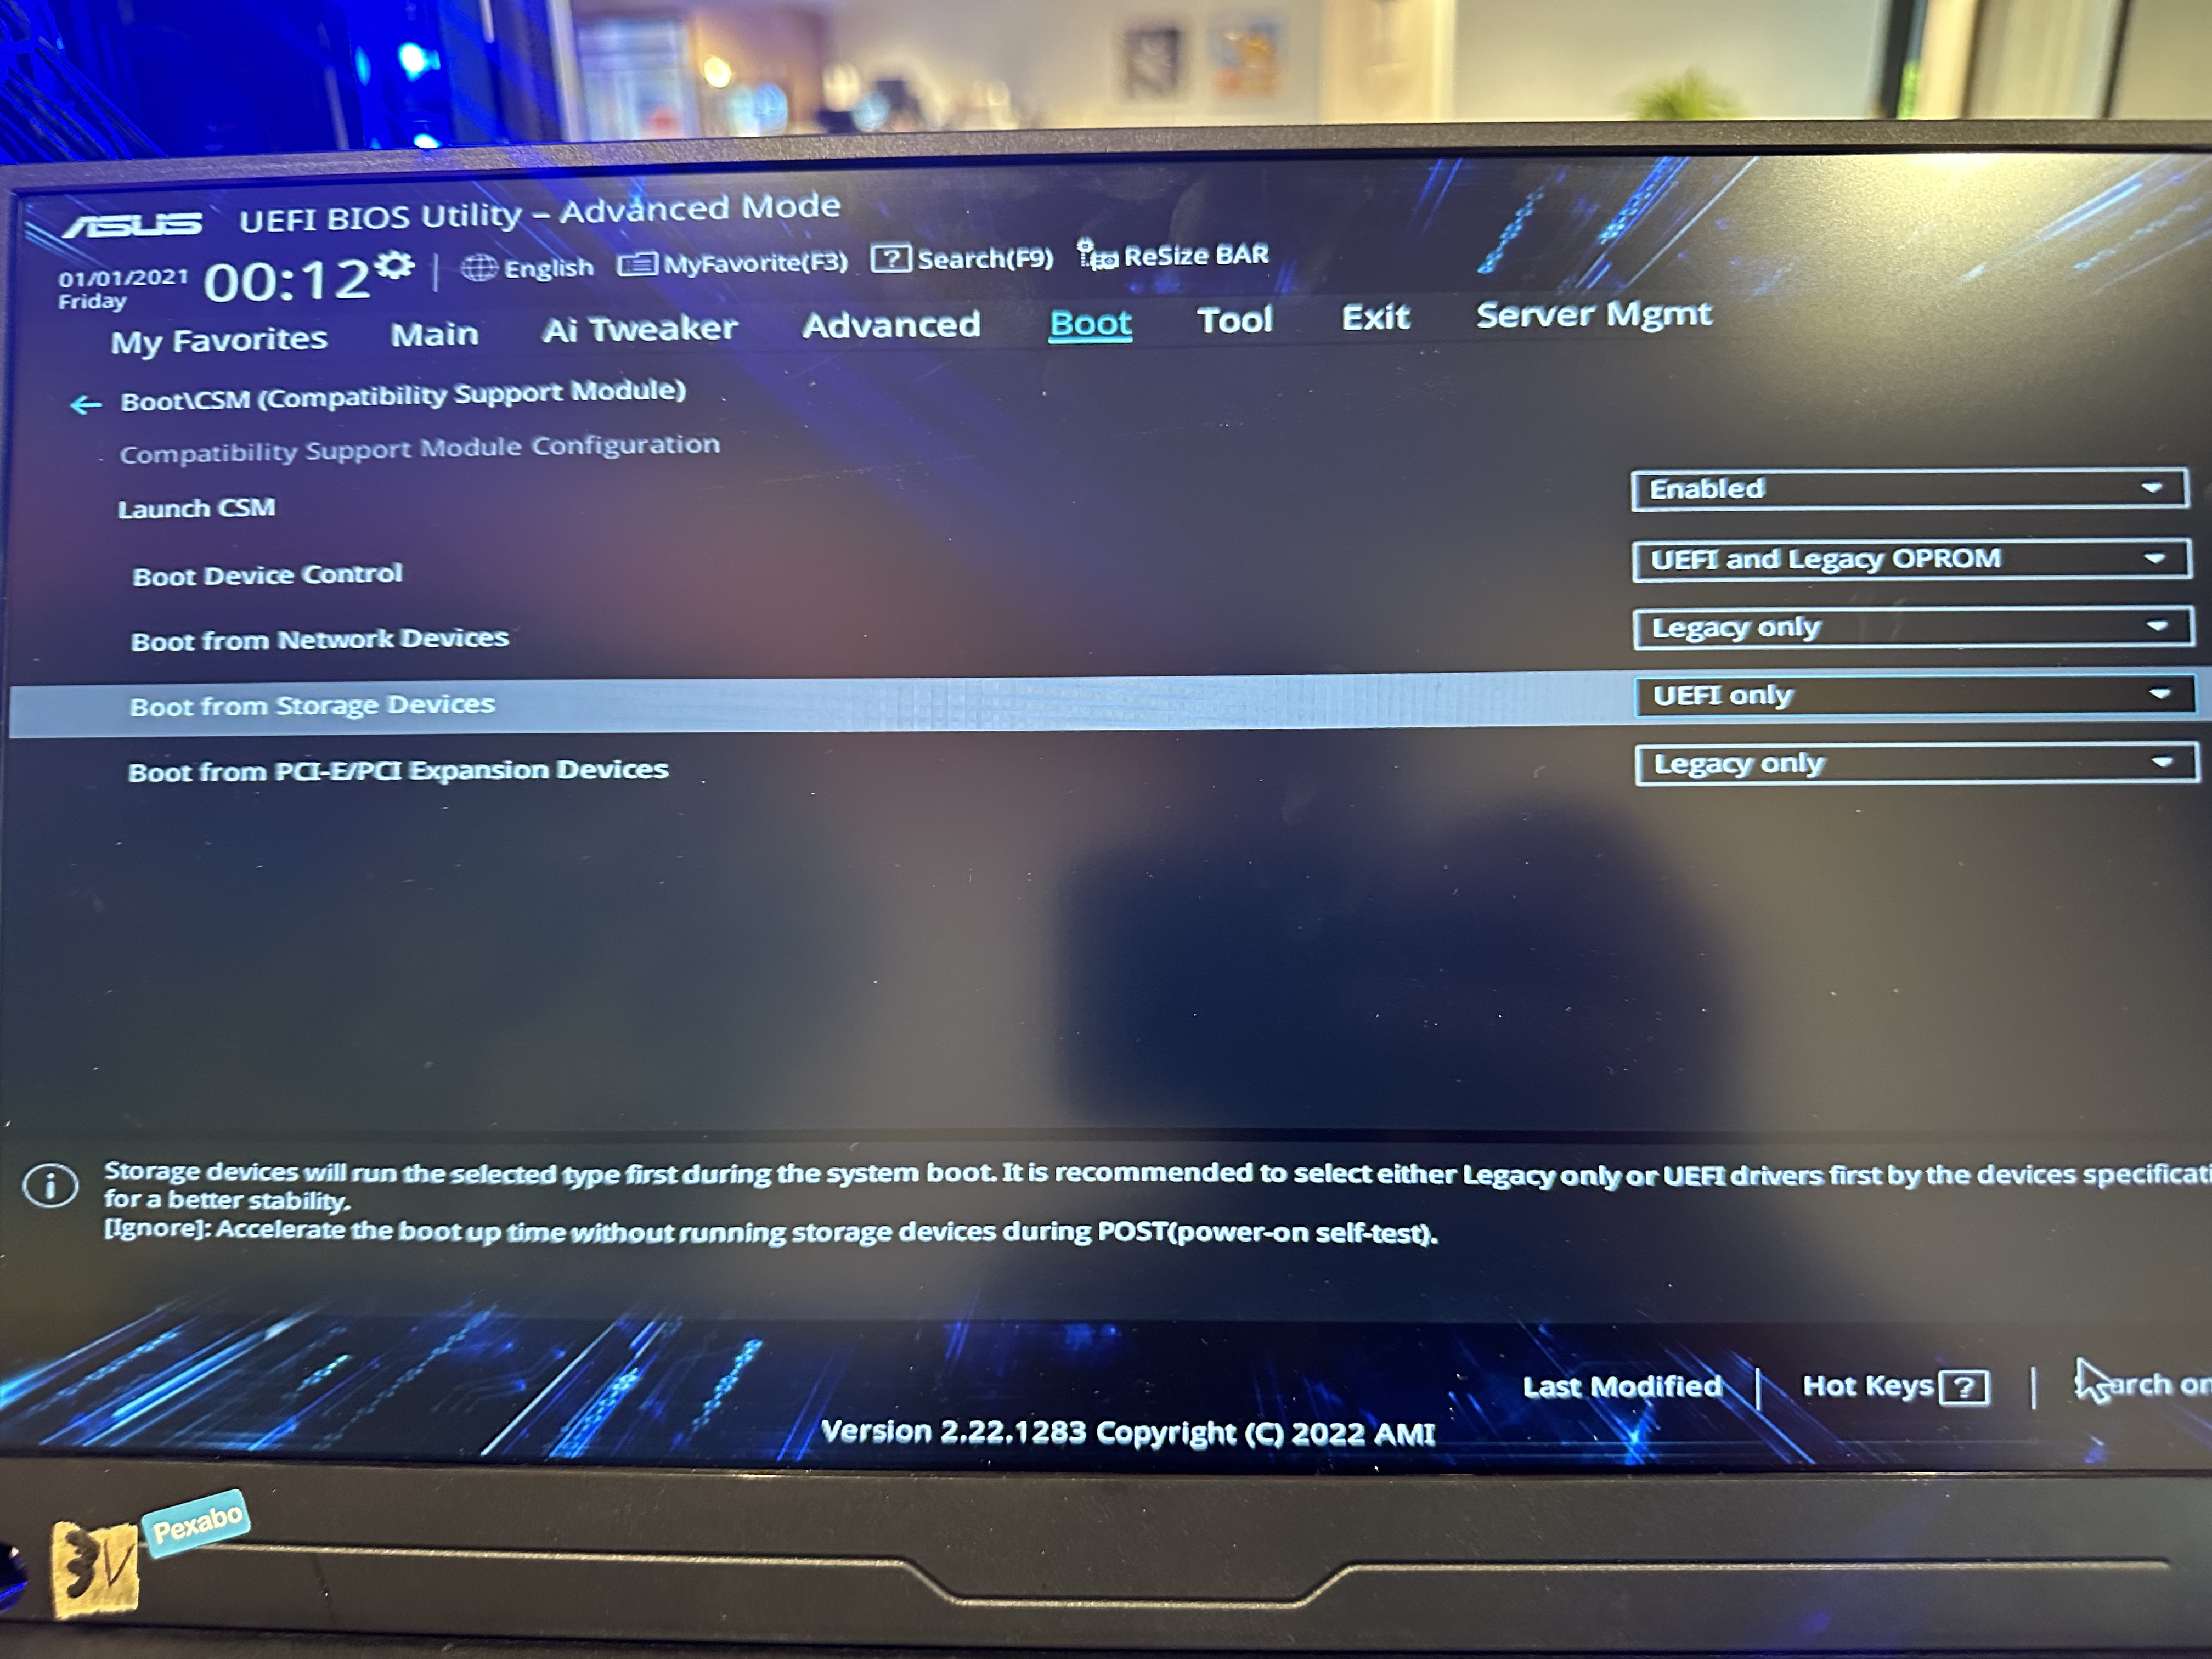 ASUS UEFI BIOS Utility – Advanced Mode
01/01/2021
Friday
00:12
English MyFavorite(F3) ? Search(F9) ReSize BAR
My Favorites Main Ai Tweaker Advanced Boot Tool Exit Server Mgmt
← Boot\CSM (Compatibility Support Module)
Compatibility Support Module Configuration
Launch CSM Enabled
Boot Device Control UEFI and Legacy OPROM
Boot from Network Devices Legacy only
Boot from Storage Devices UEFI only
Boot from PCI-E/PCI Expansion Devices Legacy only
i Storage devices will run the selected type first during the system boot. It is recommended to select either Legacy only or UEFI drivers first by the devices specificati
for a better stability.
[Ignore]: Accelerate the boot up time without running storage devices during POST(power-on self-test).
Last Modified | Hot Keys ? |
Version 2.22.1283 Copyright (C) 2022 AMI
Pexabo
3V